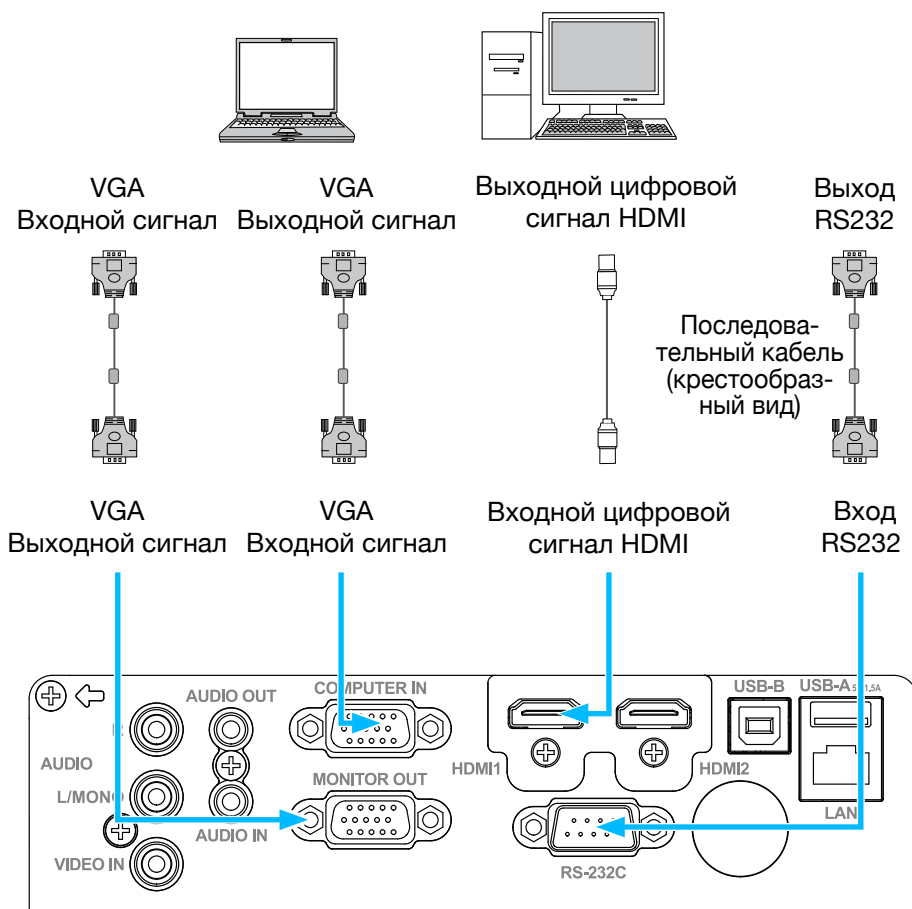 VGA
Входной сигнал
VGA
Выходной сигнал
Выходной цифровой
сигнал HDMI
Выход
RS232
Последова-
тельный кабель
(крестообраз-
ный вид)
VGA
Выходной сигнал
VGA
Входной сигнал
Входной цифровой
сигнал HDMI
Вход
RS232
AUDIO OUT
COMPUTER IN
USB-B
USB-A
R
AUDIO
L/MONO
MONITOR OUT
HDMI1
HDMI2
LAN
AUDIO IN
VIDEO IN
RS-232C